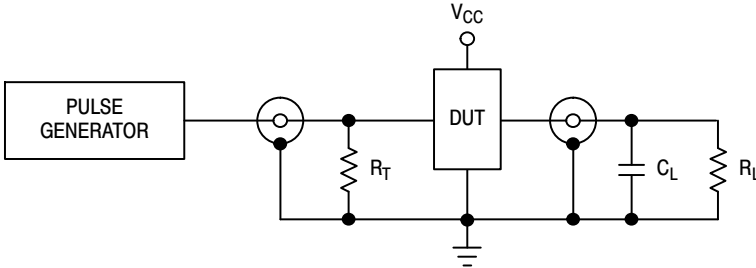 V_CC
PULSE
GENERATOR
DUT
R_T
C_L
R_L